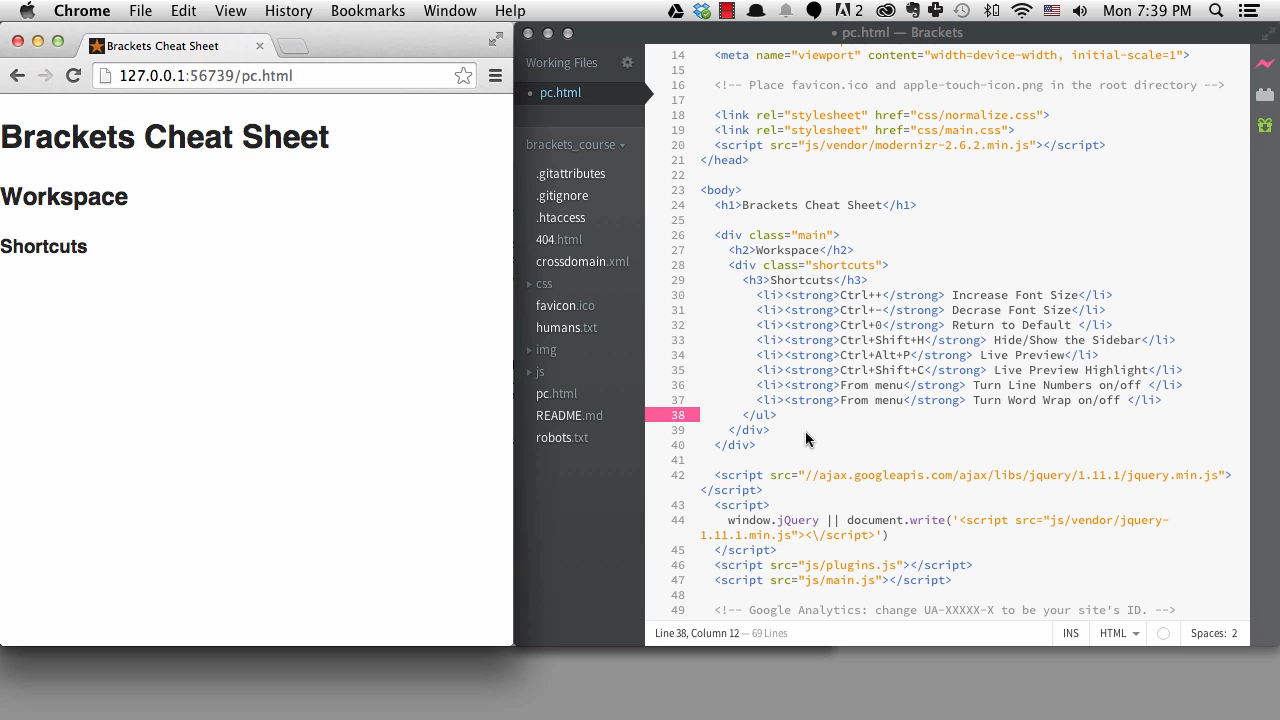 Chrome File Edit View History Bookmarks Window Help 2 Mon 7:39 PM
Brackets Cheat Sheet
127.0.0.1:56739/pc.html
Brackets Cheat Sheet
Workspace
Shortcuts
• pc.html — Brackets
Working Files
pc.html
brackets_course
.gitattributes
.gitignore
.htaccess
404.html
crossdomain.xml
css
favicon.ico
humans.txt
img
js
pc.html
README.md
robots.txt
14 <meta name="viewport" content="width=device-width, initial-scale=1">
15
16 <!-- Place favicon.ico and apple-touch-icon.png in the root directory -->
17
18 <link rel="stylesheet" href="css/normalize.css">
19 <link rel="stylesheet" href="css/main.css">
20 <script src="js/vendor/modernizr-2.6.2.min.js"></script>
21 </head>
22
23 <body>
24 <h1>Brackets Cheat Sheet</h1>
25
26 <div class="main">
27 <h2>Workspace</h2>
28 <div class="shortcuts">
29 <h3>Shortcuts</h3>
30 <li><strong>Ctrl++</strong> Increase Font Size</li>
31 <li><strong>Ctrl+-</strong> Decrase Font Size</li>
32 <li><strong>Ctrl+0</strong> Return to Default </li>
33 <li><strong>Ctrl+Shift+H</strong> Hide/Show the Sidebar</li>
34 <li><strong>Ctrl+Alt+P</strong> Live Preview</li>
35 <li><strong>Ctrl+Shift+C</strong> Live Preview Highlight</li>
36 <li><strong>From menu</strong> Turn Line Numbers on/off </li>
37 <li><strong>From menu</strong> Turn Word Wrap on/off </li>
38 </ul>
39 </div>
40 </div>
41
42 <script src="//ajax.googleapis.com/ajax/libs/jquery/1.11.1/jquery.min.js">
</script>
43 <script>
44 window.jQuery || document.write('<script src="js/vendor/jquery-
1.11.1.min.js"><\/script>')
45 </script>
46 <script src="js/plugins.js"></script>
47 <script src="js/main.js"></script>
48
49 <!-- Google Analytics: change UA-XXXXX-X to be your site's ID. -->
Line 38, Column 12 — 69 Lines INS HTML Spaces: 2